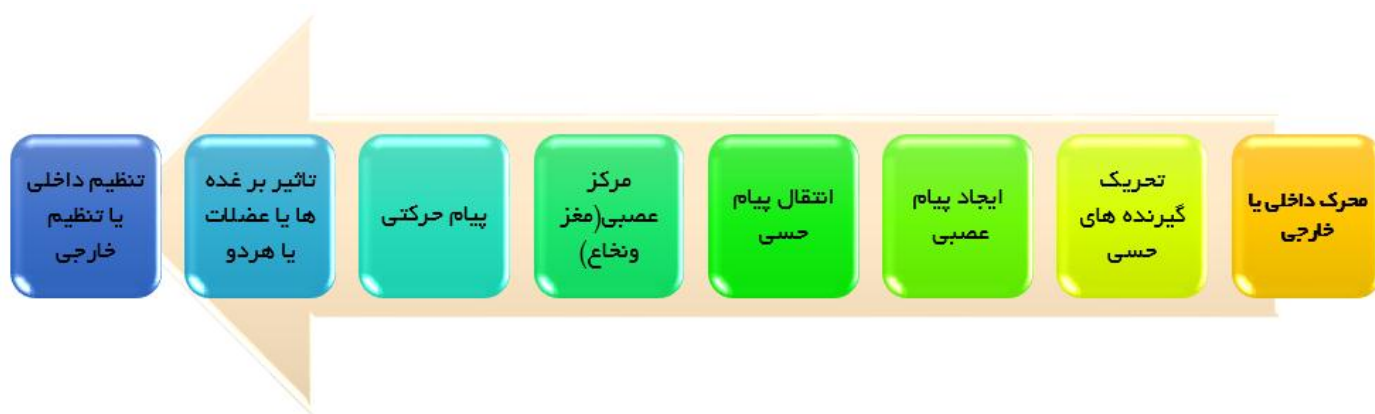 محرک داخلی یا
خارجی
تحریک
گیرنده های
حسی
ایجاد پیام
عصبی
انتقال پیام
حسی
مرکز
عصبی(مغز
ونخاع)
پیام حرکتی
تاثیر بر غده
ها یا عضلات
یا هردو
تنظیم داخلی
یا تنظیم
خارجی